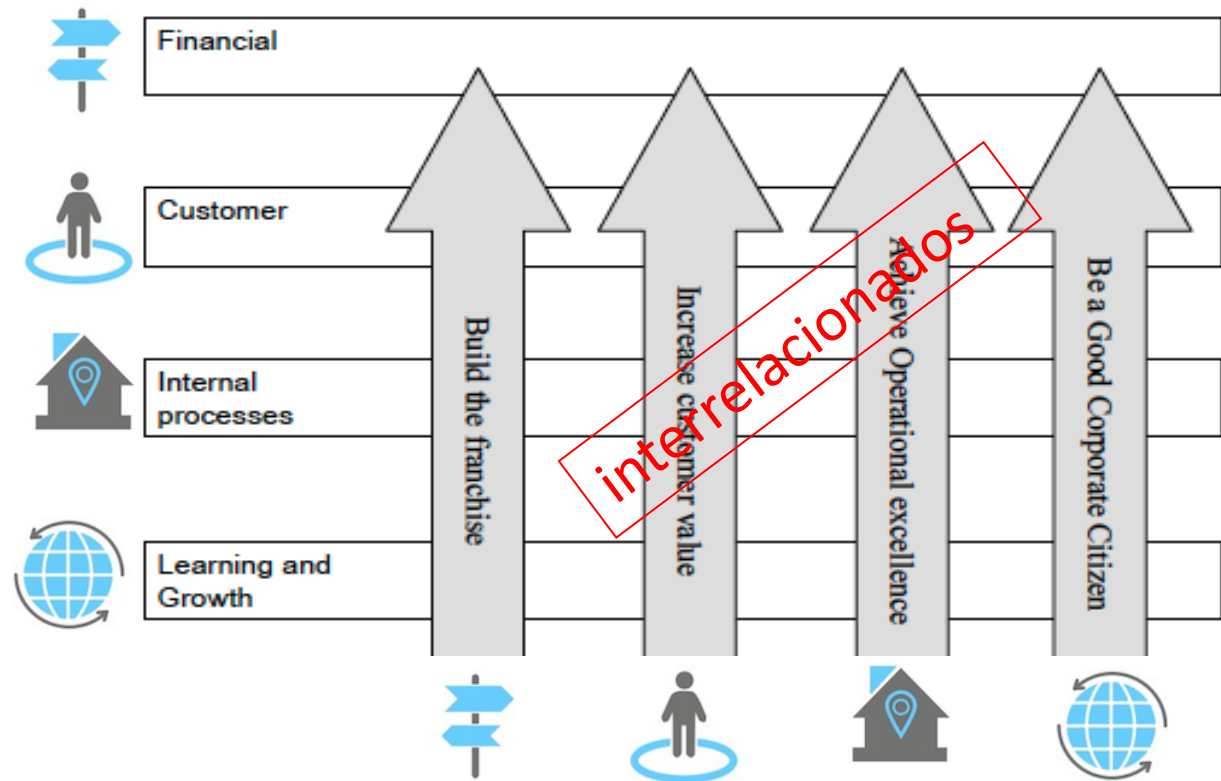 Financial
Customer
Internal
processes
Learning and
Growth
Build the franchise
Increase customer value
Achieve Operational excellence
Be a Good Corporate Citizen
interrelacionados